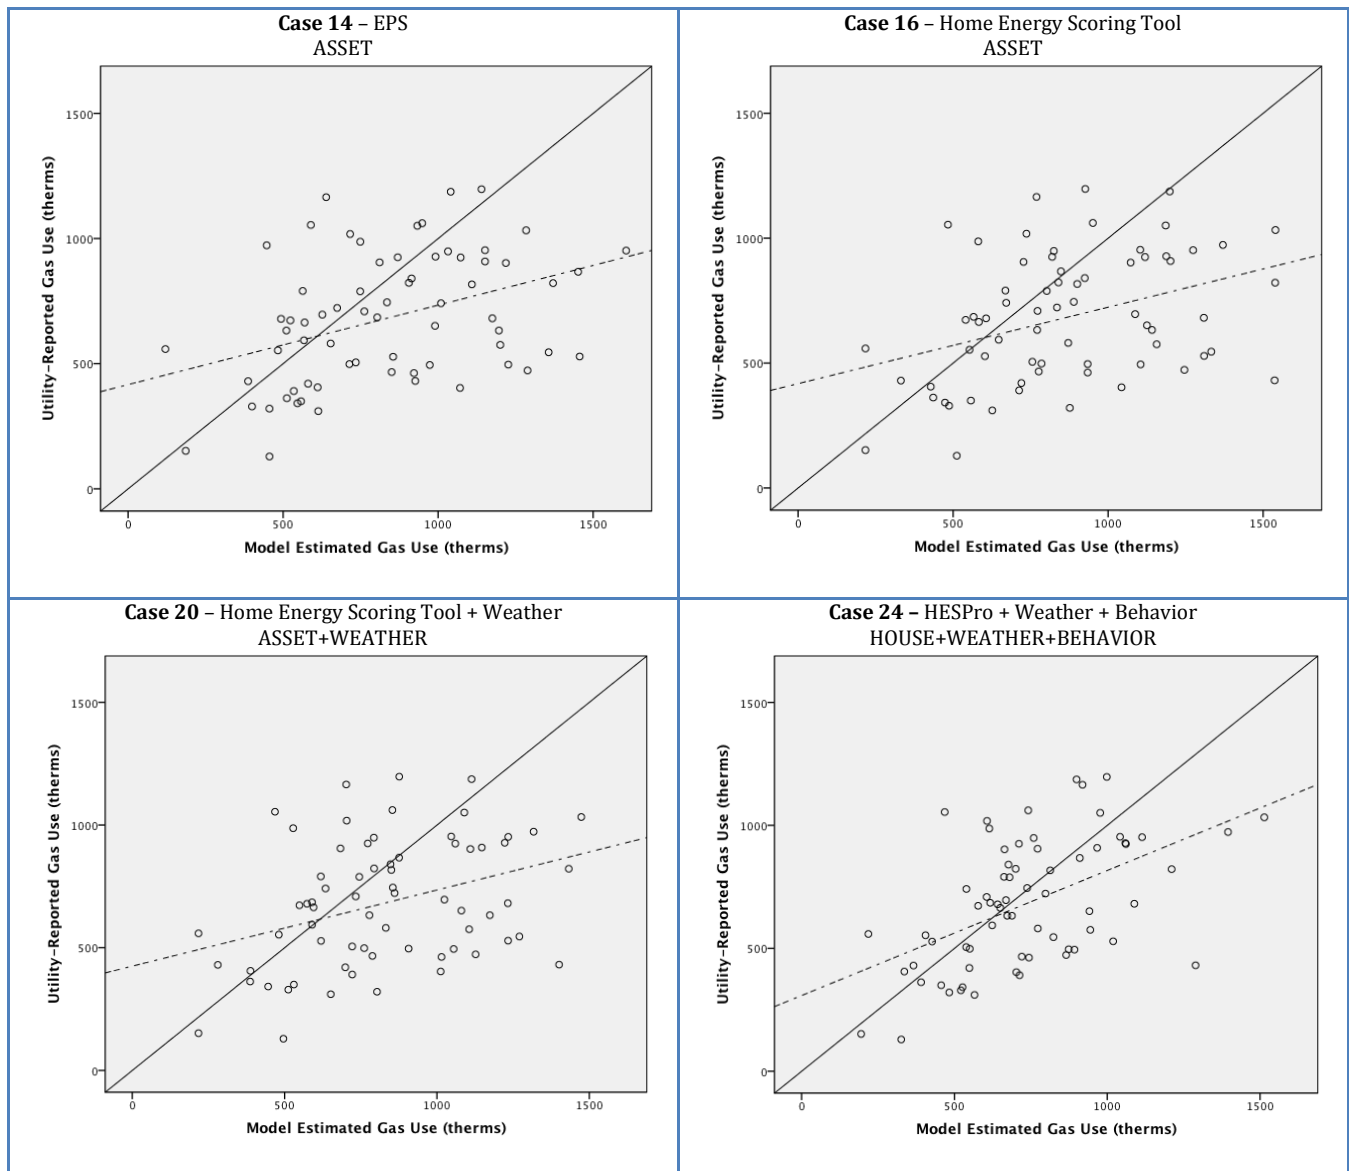 Case 14 – EPS
ASSET
1500
1000
500
0
0 500 1000 1500
Utility-Reported Gas Use (therms)
Model Estimated Gas Use (therms)
Case 16 – Home Energy Scoring Tool
ASSET
1500
1000
500
0
0 500 1000 1500
Utility-Reported Gas Use (therms)
Model Estimated Gas Use (therms)
Case 20 – Home Energy Scoring Tool + Weather
ASSET+WEATHER
1500
1000
500
0
0 500 1000 1500
Utility-Reported Gas Use (therms)
Model Estimated Gas Use (therms)
Case 24 – HESPro + Weather + Behavior
HOUSE+WEATHER+BEHAVIOR
1500
1000
500
0
0 500 1000 1500
Utility-Reported Gas Use (therms)
Model Estimated Gas Use (therms)